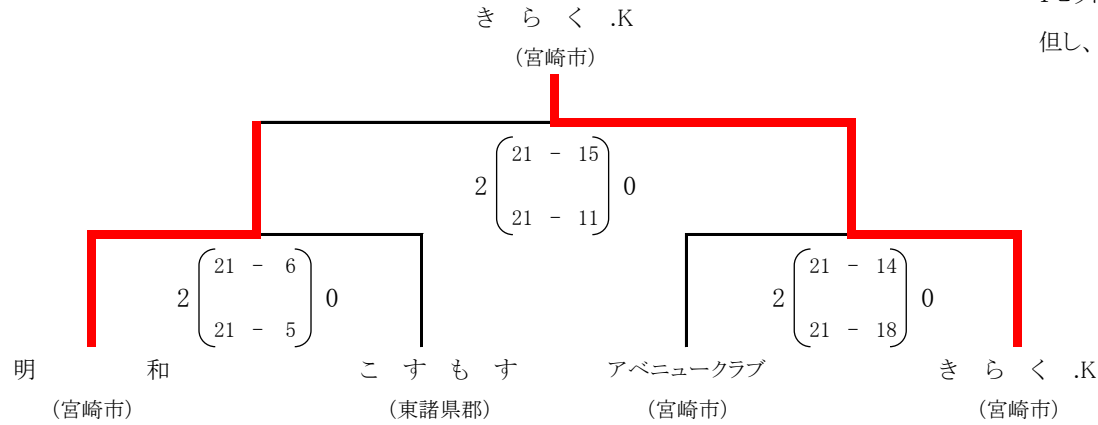 き ら く .K
(宮崎市)
但し、
21 - 15
2 0
21 - 11
21 - 6
2 0
21 - 5
21 - 14
2 0
21 - 18
明 和
(宮崎市)
こ す も す
(東諸県郡)
アベニュークラブ
(宮崎市)
き ら く .K
(宮崎市)